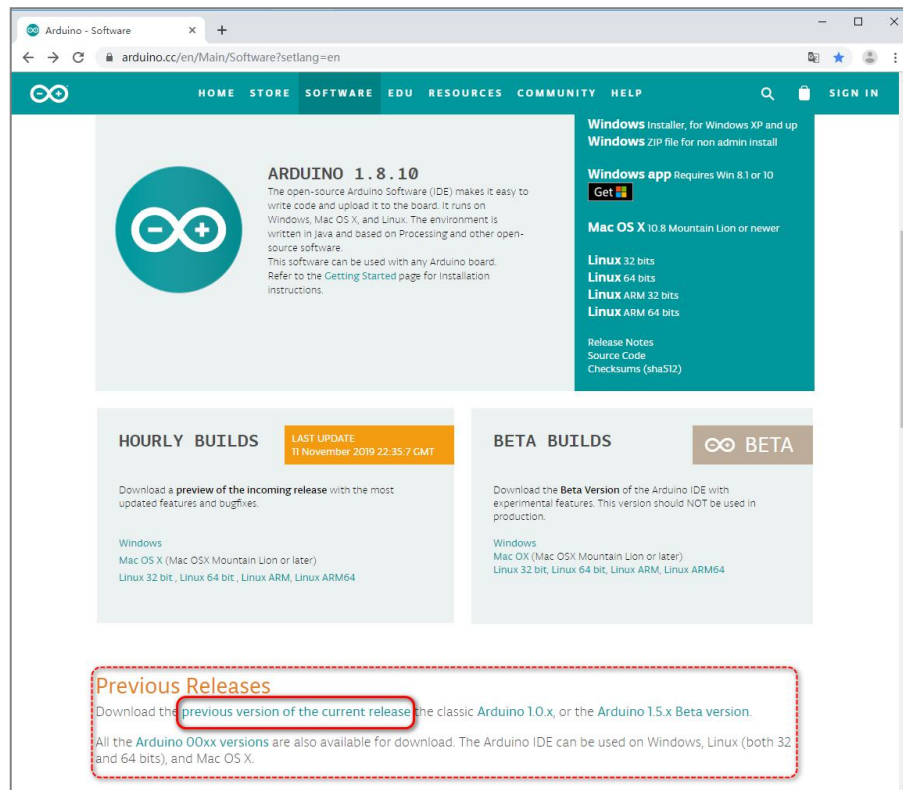 Arduino - Software
arduino.cc/en/Main/Software?setlang=en
HOME STORE SOFTWARE EDU RESOURCES COMMUNITY HELP SIGN IN
ARDUINO 1.8.10
The open-source Arduino Software (IDE) makes it easy to
write code and upload it to the board. It runs on
Windows, Mac OS X, and Linux. The environment is
written in Java and based on Processing and other open-
source software.
This software can be used with any Arduino board.
Refer to the Getting Started page for Installation
instructions.
Windows Installer, for Windows XP and up
Windows ZIP file for non admin install
Windows app Requires Win 8.1 or 10
Get
Mac OS X 10.8 Mountain Lion or newer
Linux 32 bits
Linux 64 bits
Linux ARM 32 bits
Linux ARM 64 bits
Release Notes
Source Code
Checksums (sha512)
HOURLY BUILDS
LAST UPDATE
11 November 2019 22:35:7 GMT
Download a preview of the incoming release with the most
updated features and bugfixes.
Windows
Mac OS X (Mac OSX Mountain Lion or later)
Linux 32 bit , Linux 64 bit , Linux ARM, Linux ARM64
BETA BUILDS
BETA
Download the Beta Version of the Arduino IDE with
experimental features. This version should NOT be used in
production.
Windows
Mac OX (Mac OSX Mountain Lion or later)
Linux 32 bit, Linux 64 bit, Linux ARM, Linux ARM64
Previous Releases
Download the previous version of the current release the classic Arduino 1.0.x, or the Arduino 1.5.x Beta version.
All the Arduino 00xx versions are also available for download. The Arduino IDE can be used on Windows, Linux (both 32
and 64 bits), and Mac OS X.